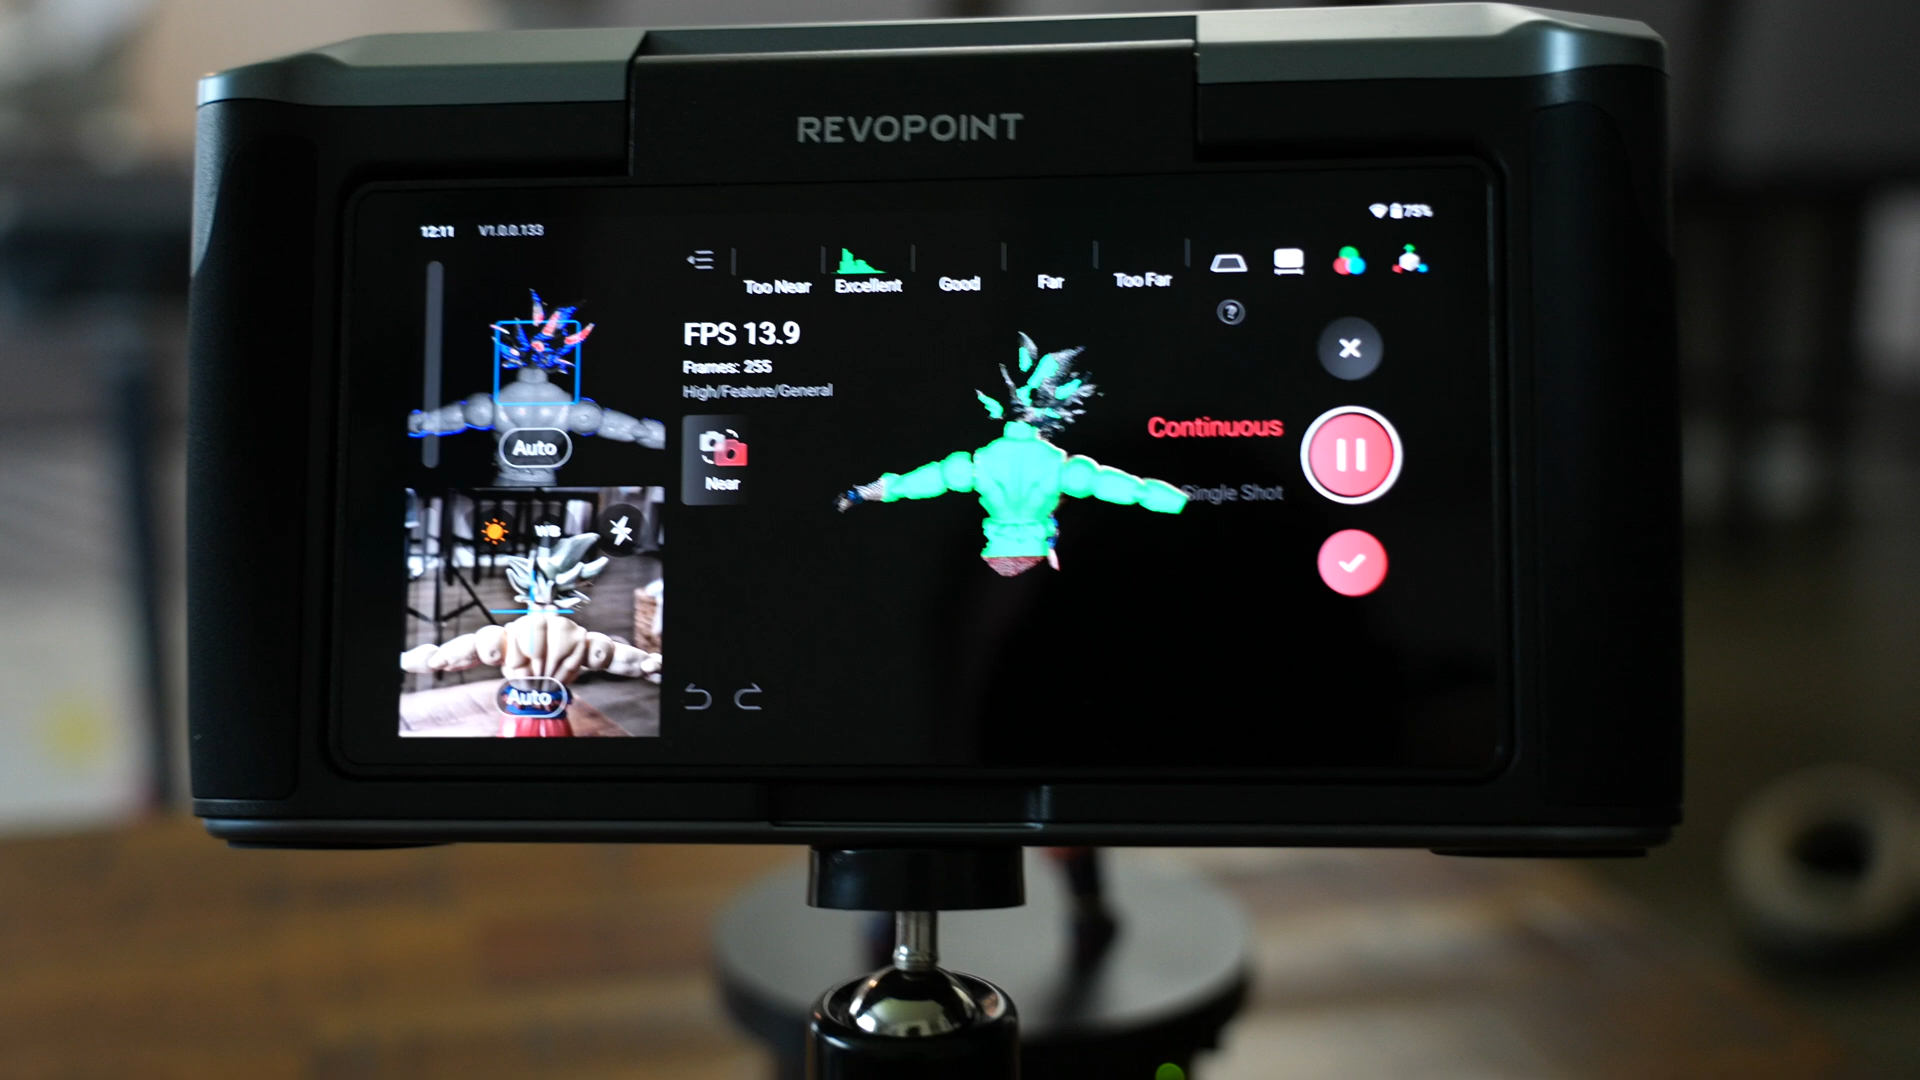 REVOPOINT
12:11 V1.0.0.133
75%
Too Near Excellent Good Far Too Far
?
FPS 13.9
Frames: 255
High/Feature/General
Near
Auto
WB
Auto
Continuous
Single Shot